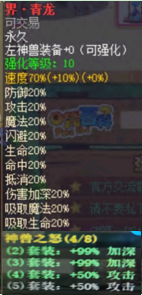 界·青龙
可交易
永久
左神兽装备+0（可强化）
强化等级：10
速度70%(+10%)(+0%)
防御20%
攻击20%
魔法20%
闪避20%
生命20%
命中20%
抵消20%
伤害加深20%
吸取魔法20%
吸取生命20%
神兽之怒(4/8)
(2) 套装：+99% 加深
(3) 套装：+99% 加深
(4) 套装：+50% 攻击
(5) 套装：+50% 攻击